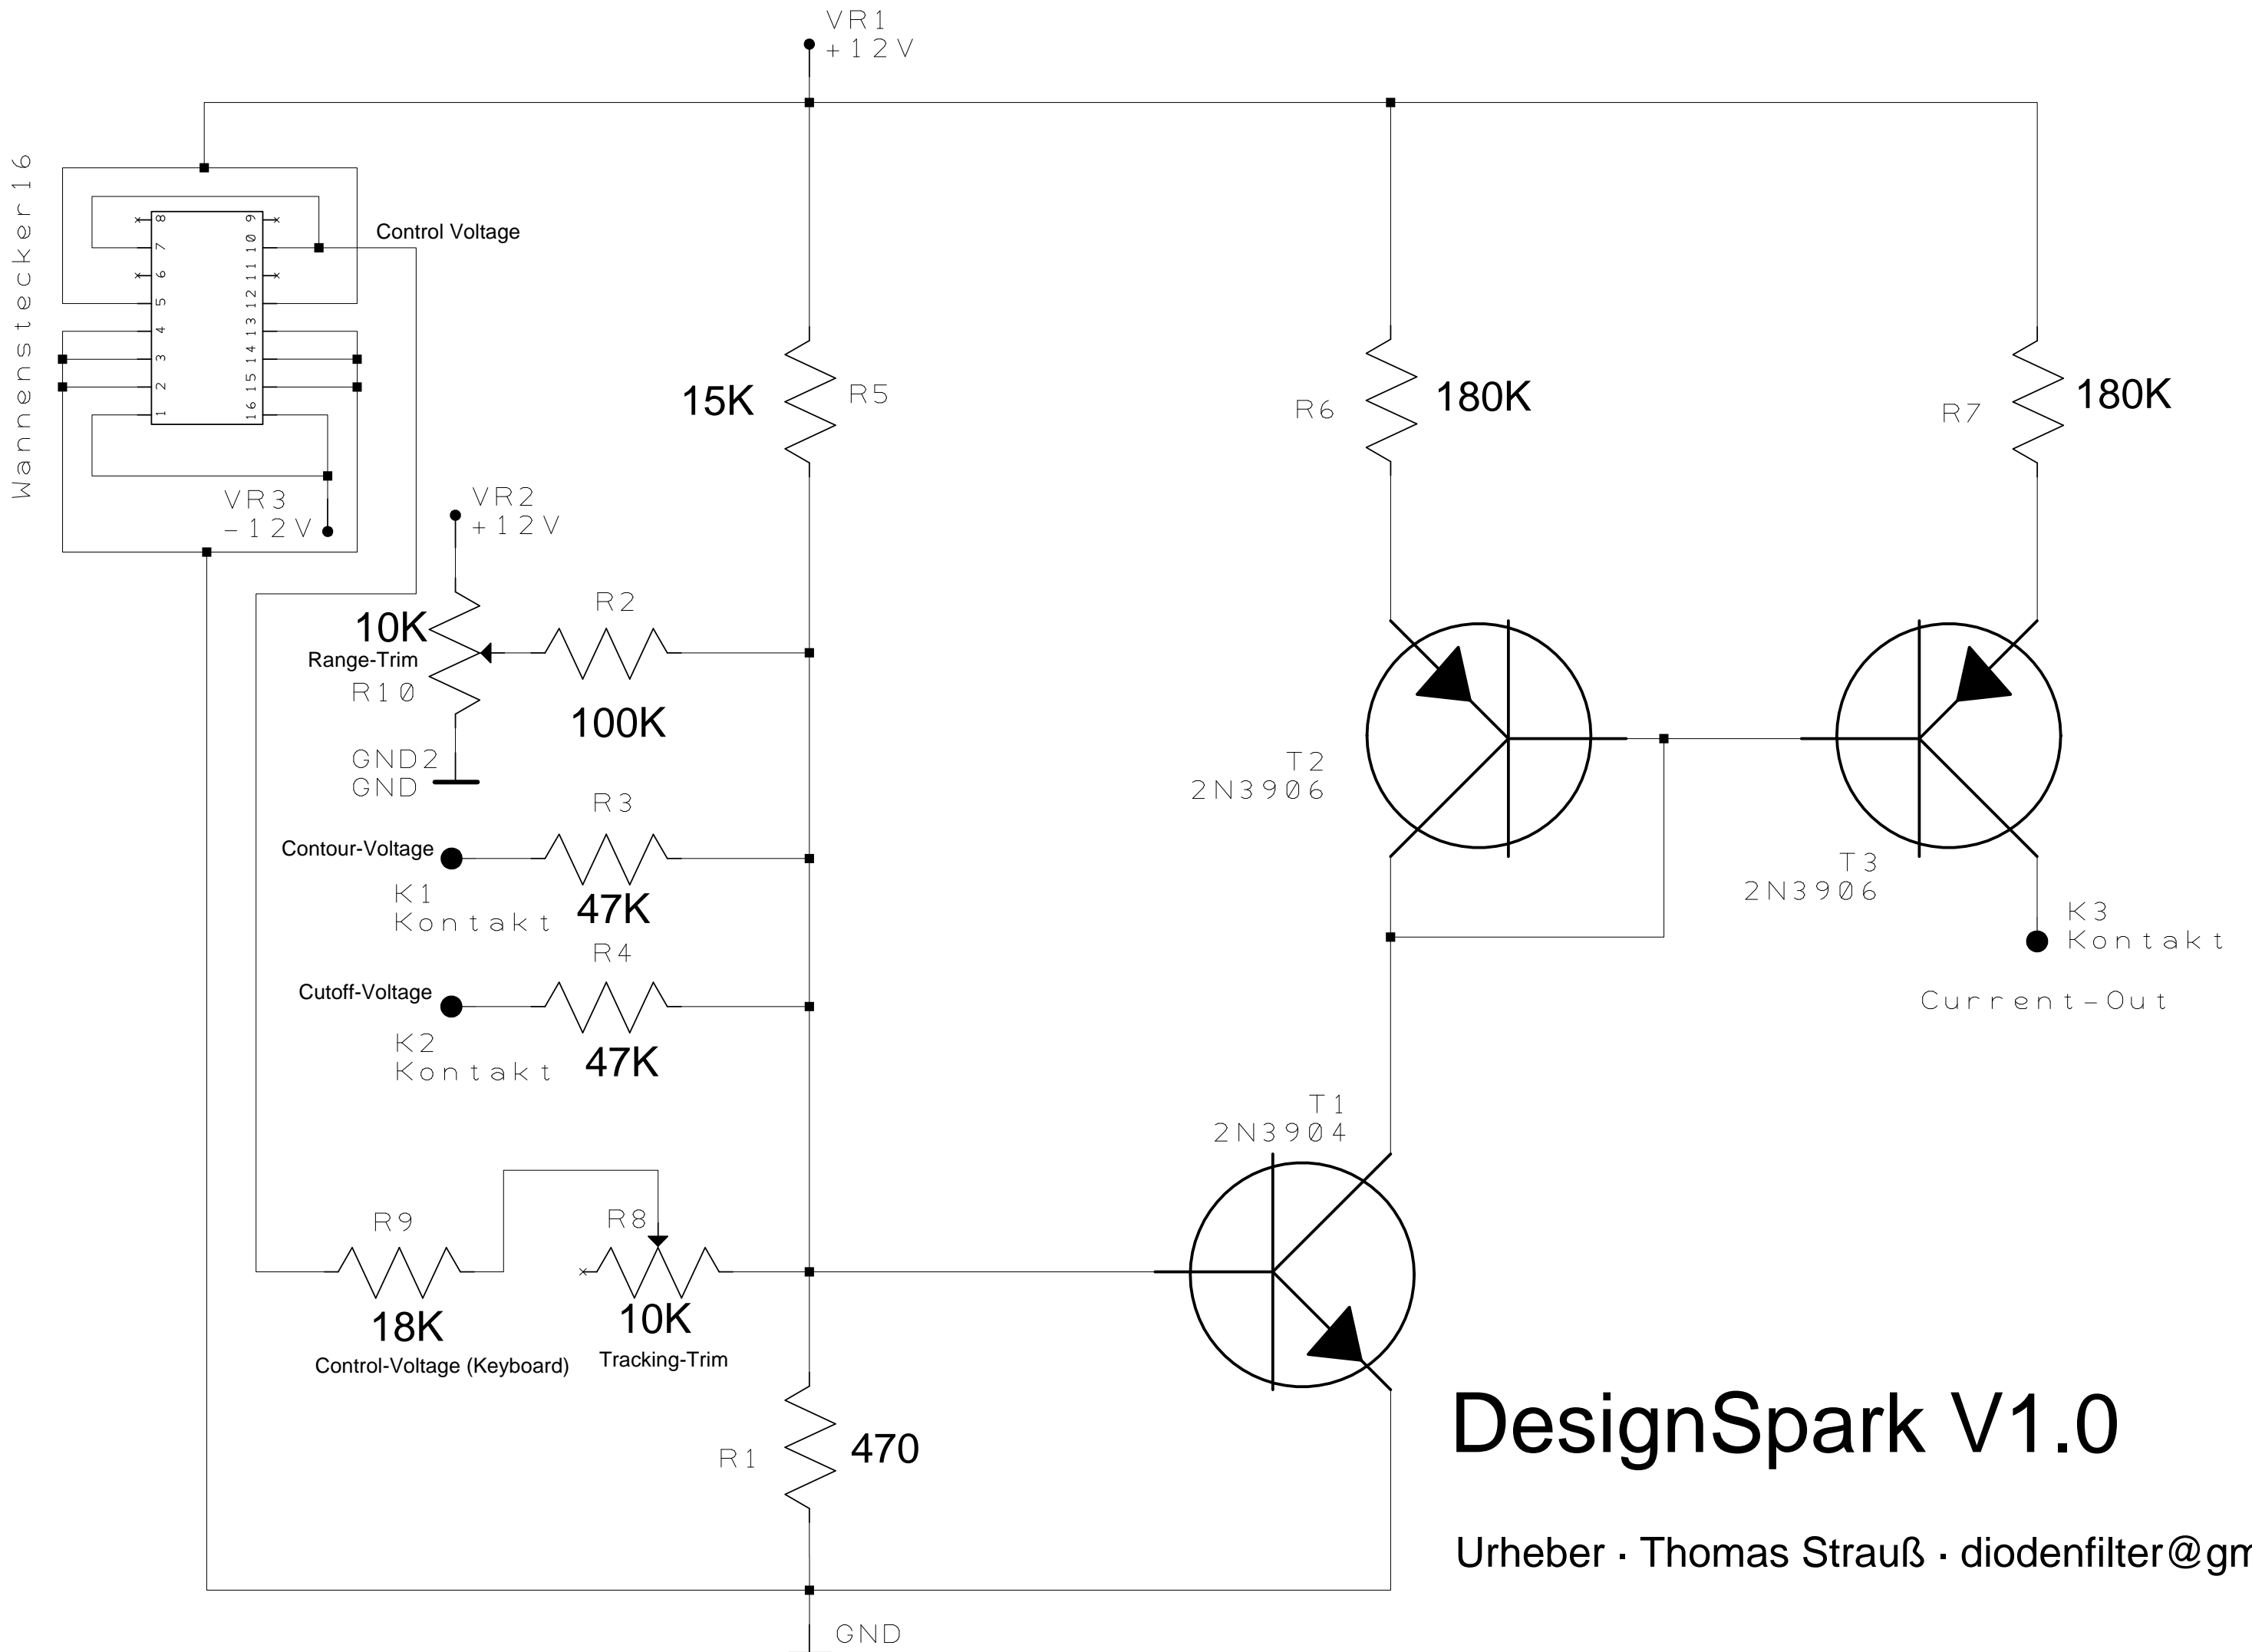 VR1
+12V
Wannenstecker16
8
9
7
10
6
11
5
12
4
13
3
14
2
15
1
16
Control Voltage
VR3
-12V
VR2
+12V
15K
R5
R6
180K
R7
180K
10K
Range-Trim
R10
R2
100K
GND2
GND
R3
Contour-Voltage
K1
Kontakt
47K
R4
Cutoff-Voltage
K2
Kontakt
47K
T2
2N3906
T3
2N3906
K3
Kontakt
Current-Out
T1
2N3904
R9
18K
Control-Voltage (Keyboard)
R8
10K
Tracking-Trim
R1
470
DesignSpark V1.0
Urheber · Thomas Strauß · diodenfilter@gm
GND